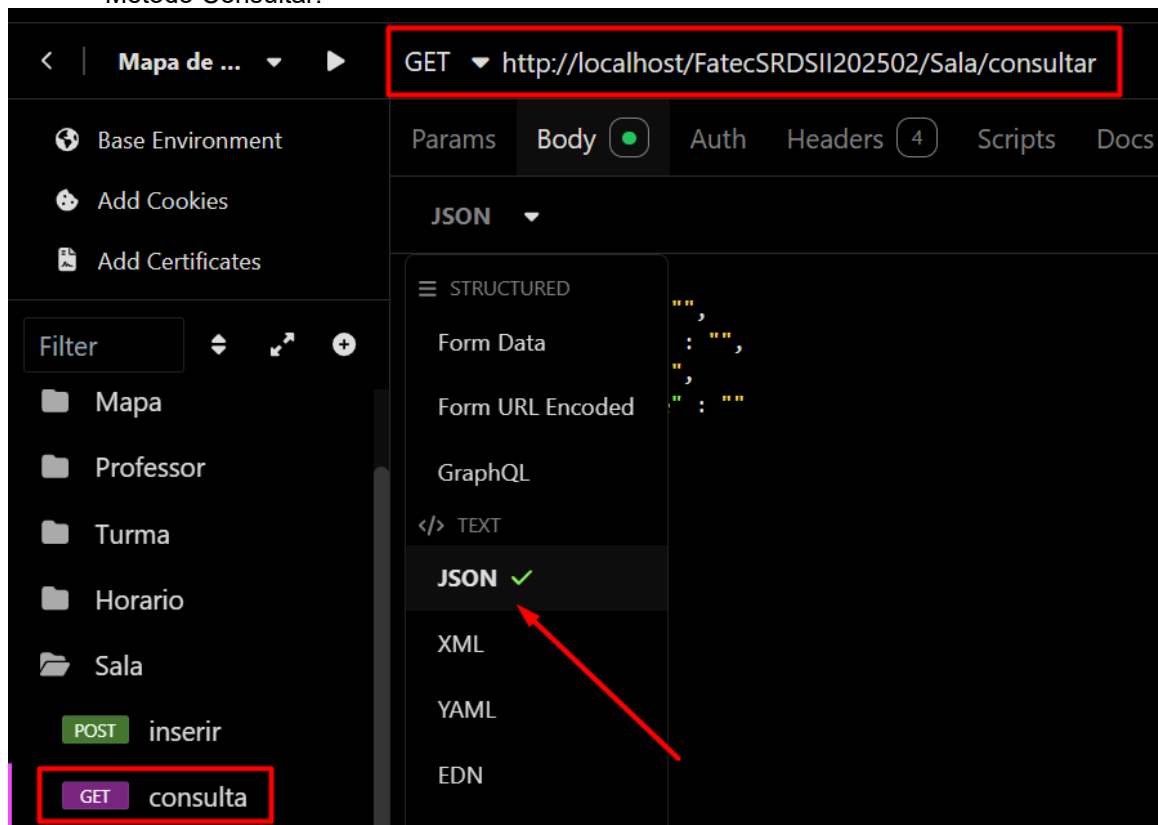 Método Consultar:
Mapa de ...
GET http://localhost/FatecSRDSII202502/Sala/consultar
Base Environment
Add Cookies
Add Certificates
Filter
Mapa
Professor
Turma
Horario
Sala
POST inserir
GET consulta
Params Body Auth Headers 4 Scripts Docs
JSON
STRUCTURED
Form Data
Form URL Encoded
GraphQL
</> TEXT
JSON
XML
YAML
EDN
"",
: "",
",
" : ""